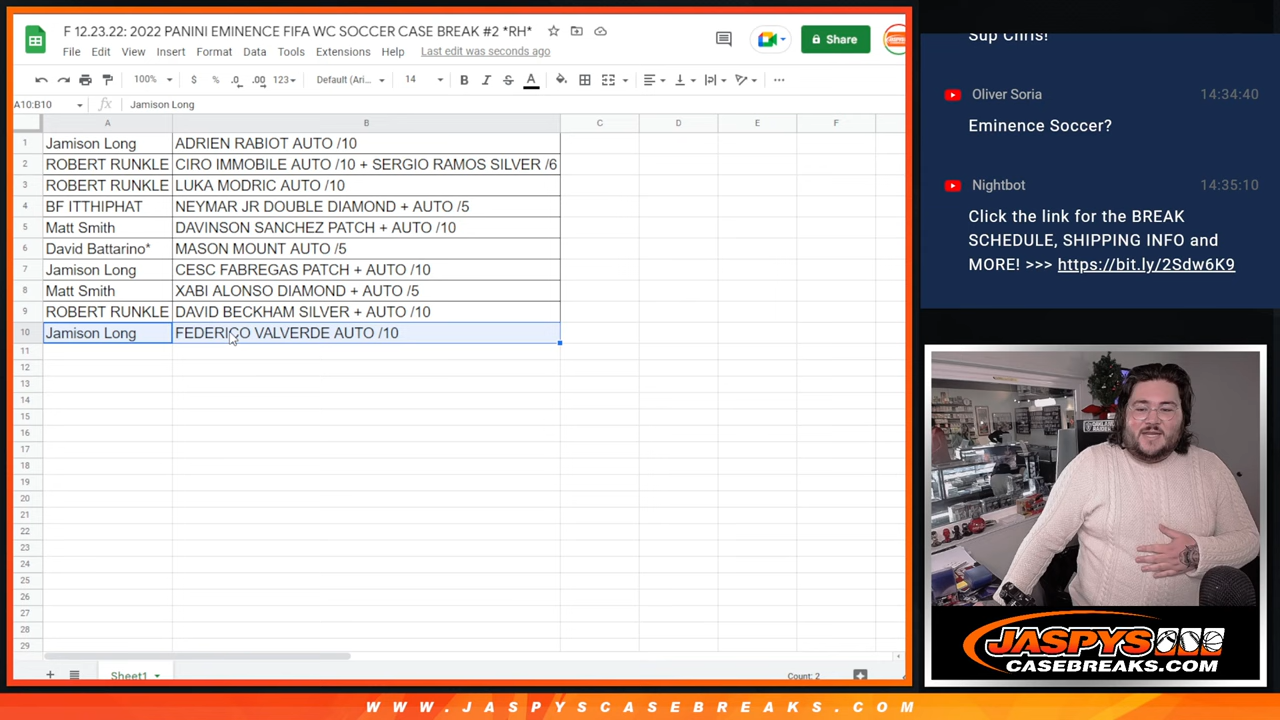 F 12.23.22: 2022 PANINI EMINENCE FIFA WC SOCCER CASE BREAK #2 *RH*
File Edit View Insert Format Data Tools Extensions Help Last edit was seconds ago
Share
100% $ % .0 .00 123 Default (Ari... 14 B I S A
A10:B10 fx Jamison Long
A B C D E F
1 Jamison Long ADRIEN RABIOT AUTO /10
2 ROBERT RUNKLE CIRO IMMOBILE AUTO /10 + SERGIO RAMOS SILVER /6
3 ROBERT RUNKLE LUKA MODRIC AUTO /10
4 BF ITTHIPHAT NEYMAR JR DOUBLE DIAMOND + AUTO /5
5 Matt Smith DAVINSON SANCHEZ PATCH + AUTO /10
6 David Battarino* MASON MOUNT AUTO /5
7 Jamison Long CESC FABREGAS PATCH + AUTO /10
8 Matt Smith XABI ALONSO DIAMOND + AUTO /5
9 ROBERT RUNKLE DAVID BECKHAM SILVER + AUTO /10
10 Jamison Long FEDERICO VALVERDE AUTO /10
11
12
13
14
15
16
17
18
19
20
21
22
23
24
25
26
27
28
29
Sheet1
Count: 2
Sup Chris!
Oliver Soria 14:34:40
Eminence Soccer?
Nightbot 14:35:10
Click the link for the BREAK
SCHEDULE, SHIPPING INFO and
MORE! >>> https://bit.ly/2Sdw6K9
JASPYS
CASEBREAKS.COM
WWW.JASPYSCASEBREAKS.COM